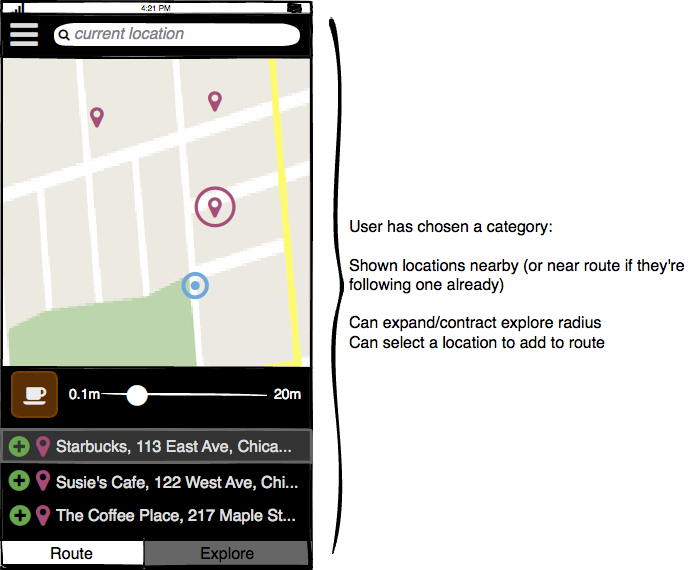 4:21 PM
current location
User has chosen a category:
Shown locations nearby (or near route if they're
following one already)
Can expand/contract explore radius
Can select a location to add to route
0.1m
20m
Starbucks, 113 East Ave, Chica...
Susie's Cafe, 122 West Ave, Chi...
The Coffee Place, 217 Maple St...
Route
Explore